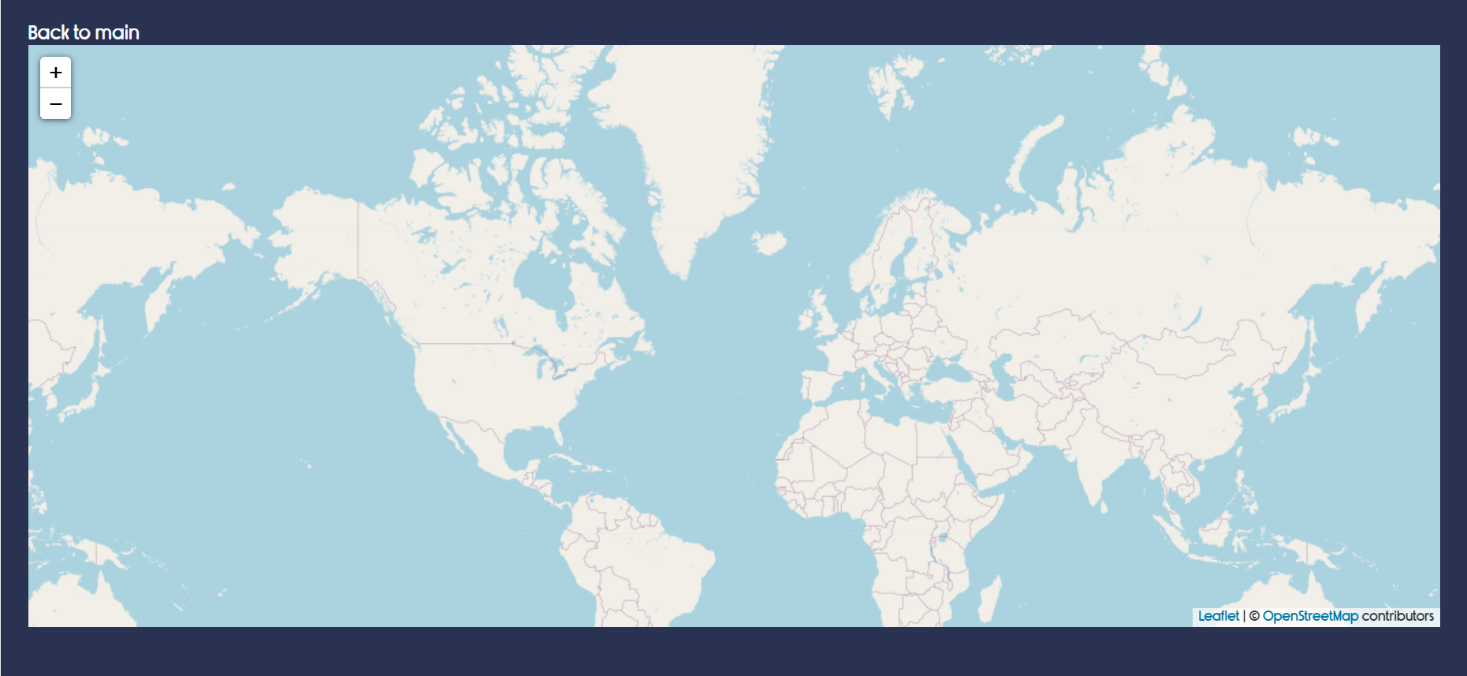 Back to main
+
−
Leaflet | © OpenStreetMap contributors